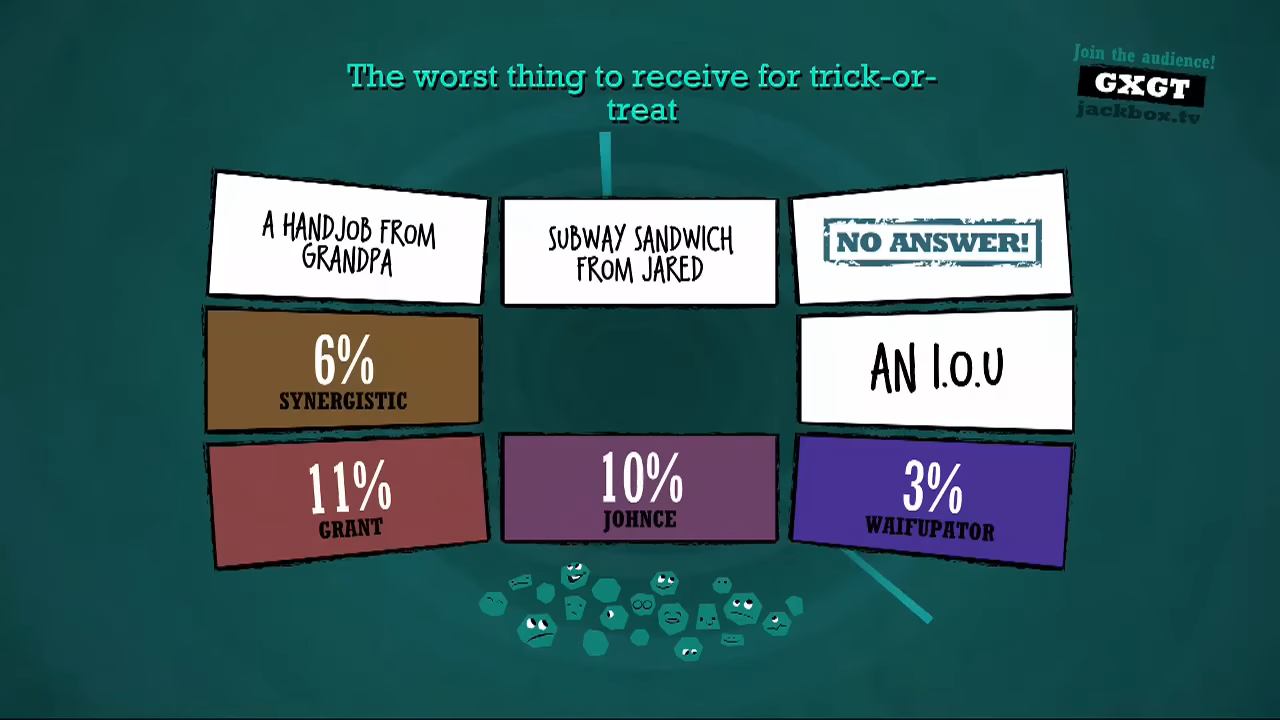 Join the audience!
GXGT
jackbox.tv
The worst thing to receive for trick-or-
treat
A HANDJOB FROM
GRANDPA
SUBWAY SANDWICH
FROM JARED
NO ANSWER!
6%
SYNERGISTIC
AN I.O.U
11%
GRANT
10%
JOHNCE
3%
WAIFUPATOR